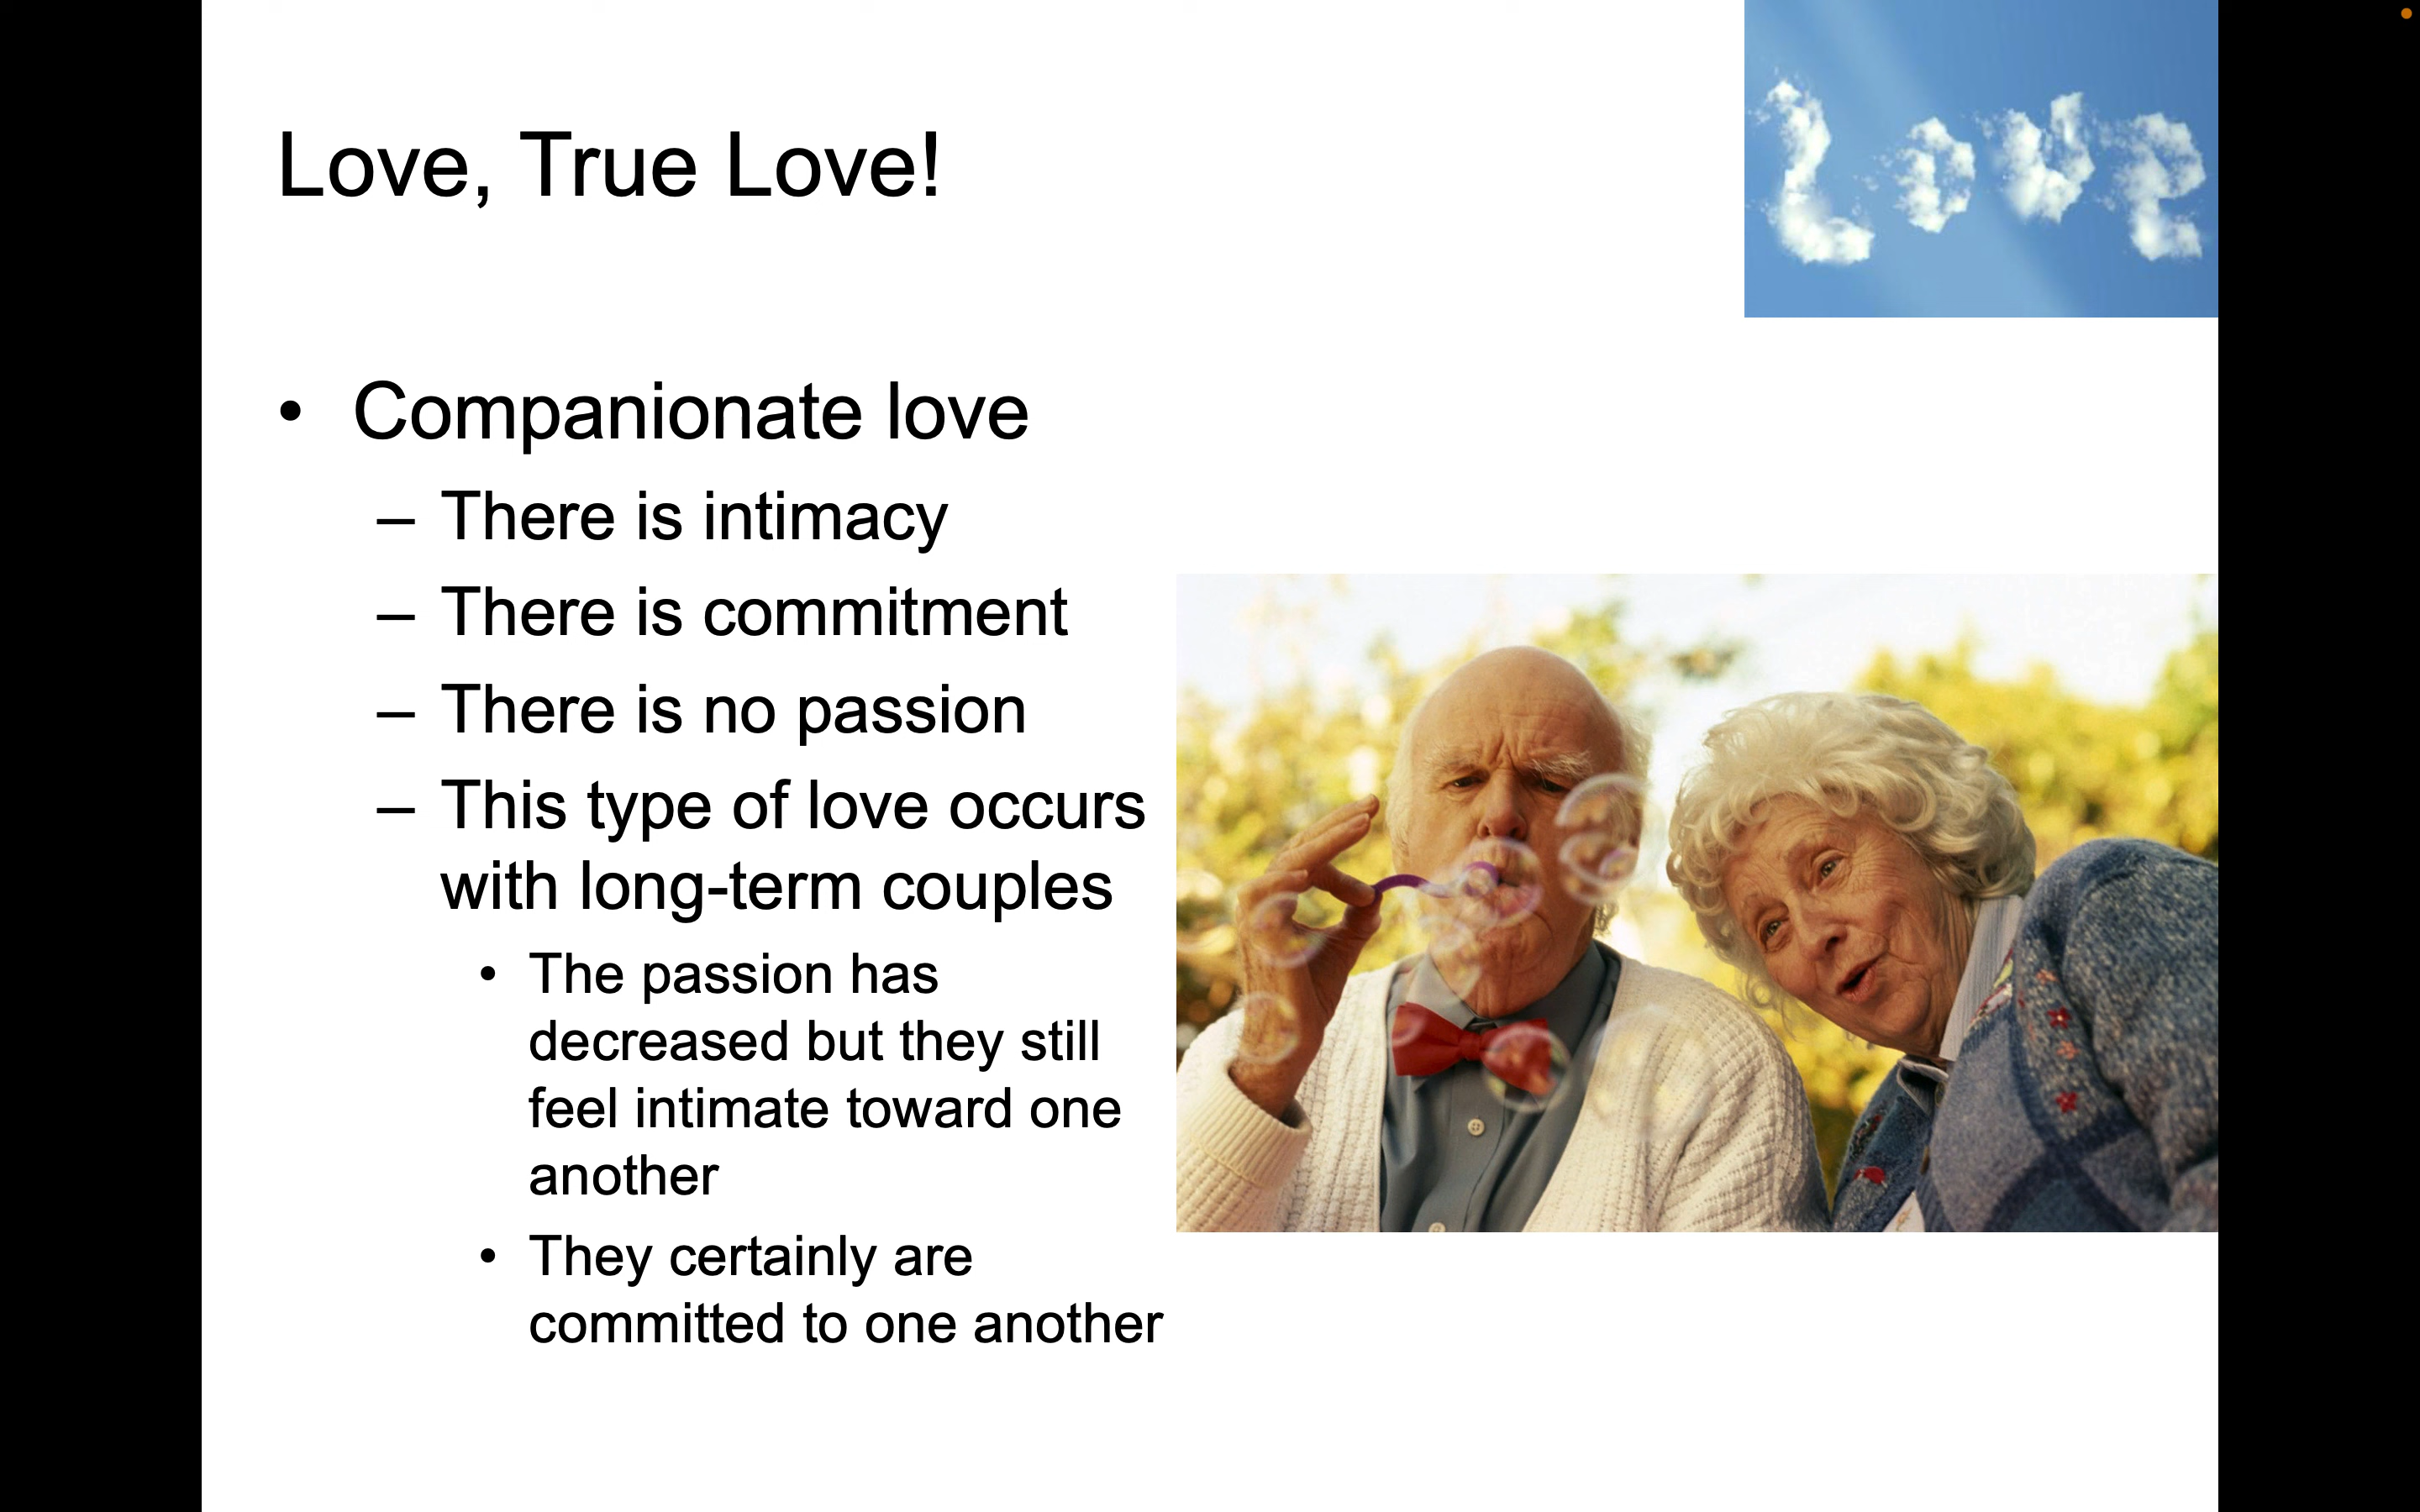 Love, True Love!
Love
• Companionate love
– There is intimacy
– There is commitment
– There is no passion
– This type of love occurs
with long-term couples
• The passion has
decreased but they still
feel intimate toward one
another
• They certainly are
committed to one another